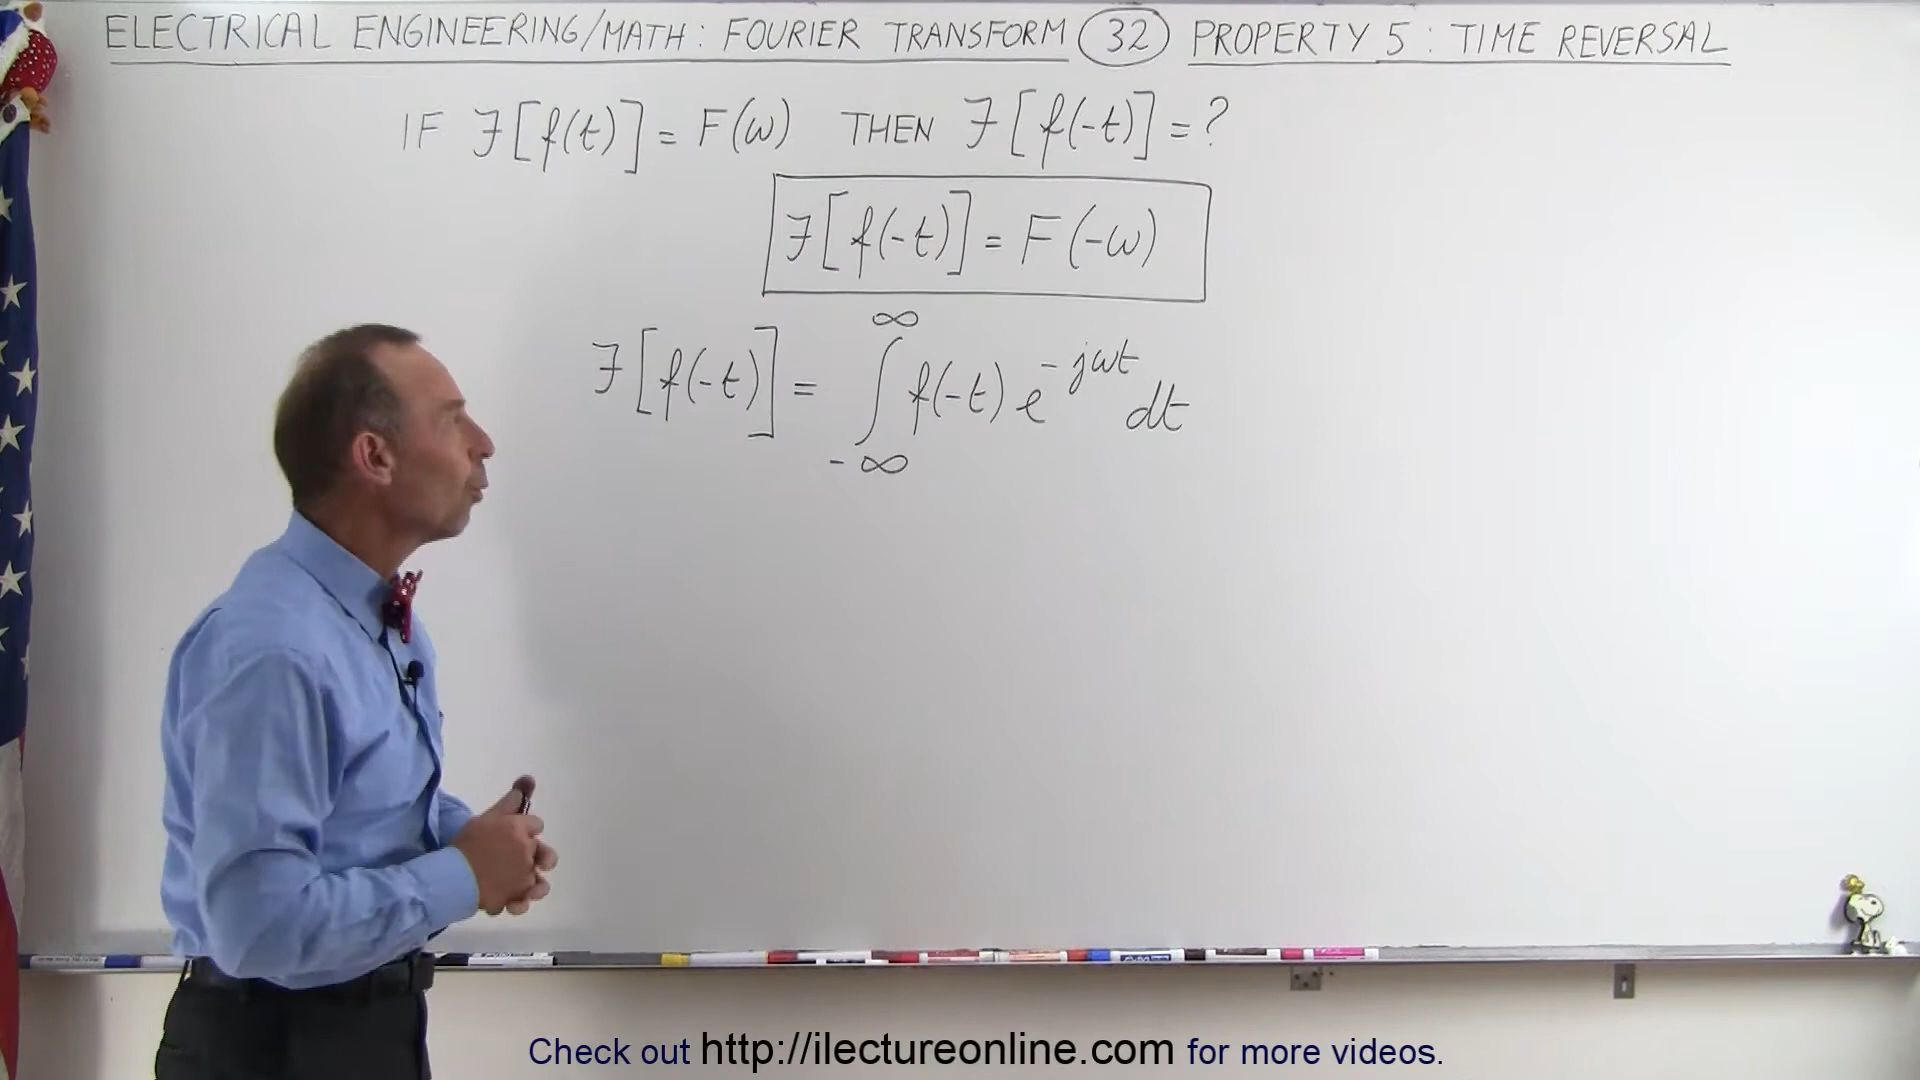 ELECTRICAL ENGINEERING/MATH: FOURIER TRANSFORM 32 PROPERTY 5: TIME REVERSAL
IF ℱ[f(t)] = F(ω) THEN ℱ[f(-t)] = ?
ℱ[f(-t)] = F(-ω)
ℱ[f(-t)] = ∫_{-∞}^{∞} f(-t) e^{-jωt} dt
Check out http://ilectureonline.com for more videos.